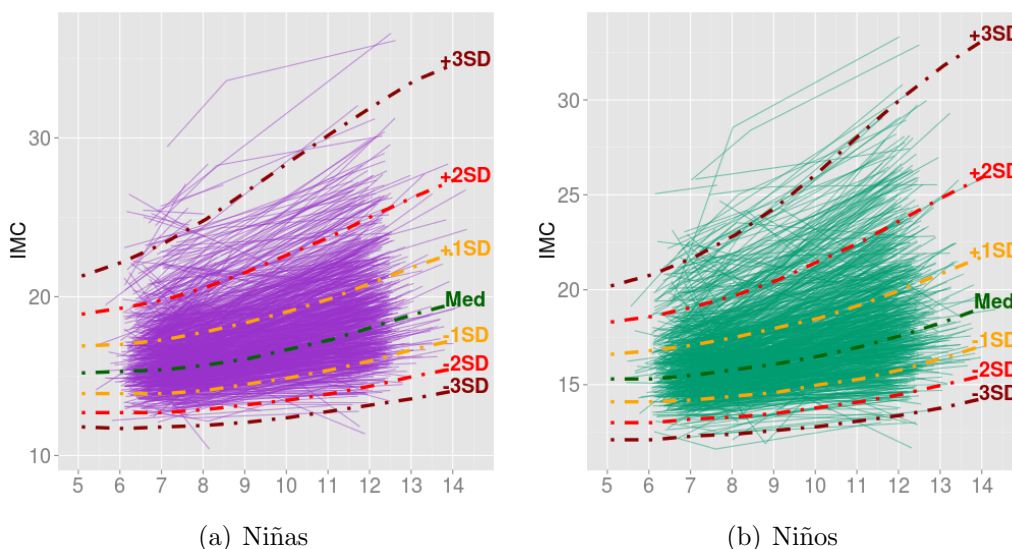 IMC
30
20
10
+3SD
+2SD
+1SD
Med
-1SD
-2SD
-3SD
5 6 7 8 9 10 11 12 13 14
(a) Niñas
IMC
30
25
20
15
+3SD
+2SD
+1SD
Med
-1SD
-2SD
-3SD
5 6 7 8 9 10 11 12 13 14
(b) Niños